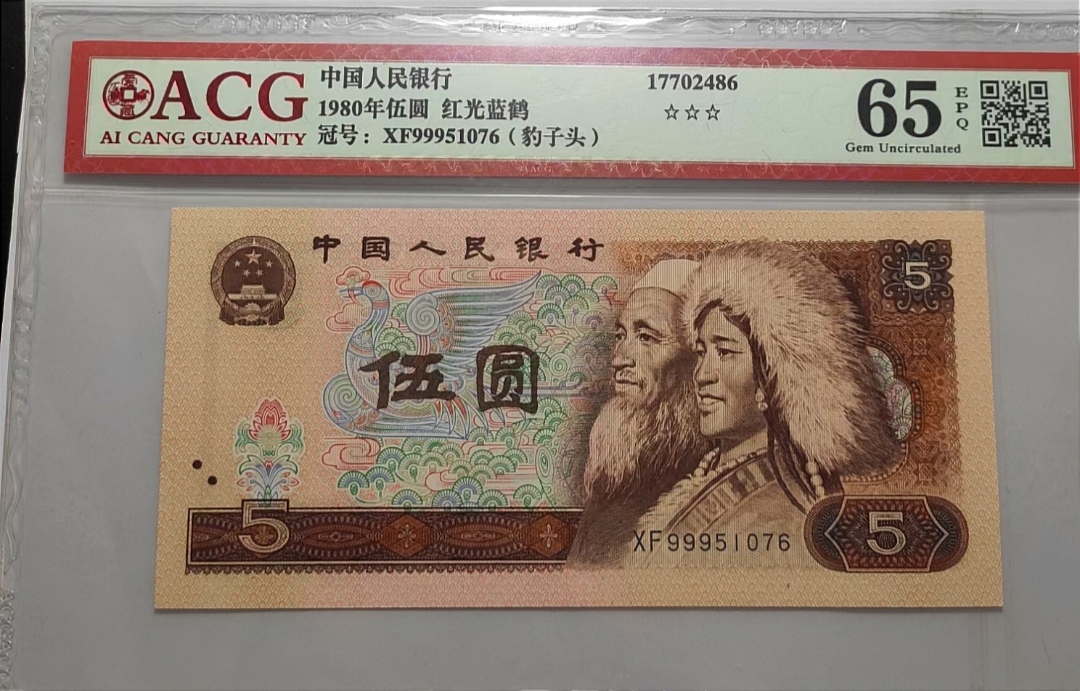 ACG
AI CANG GUARANTY
中国人民银行
1980年伍圆 红光蓝鹤
冠号：XF99951076（豹子头）
17702486
☆☆☆
65
EPQ
Gem Uncirculated
ACG
中国人民银行
5
伍圆
5
XF99951076
5